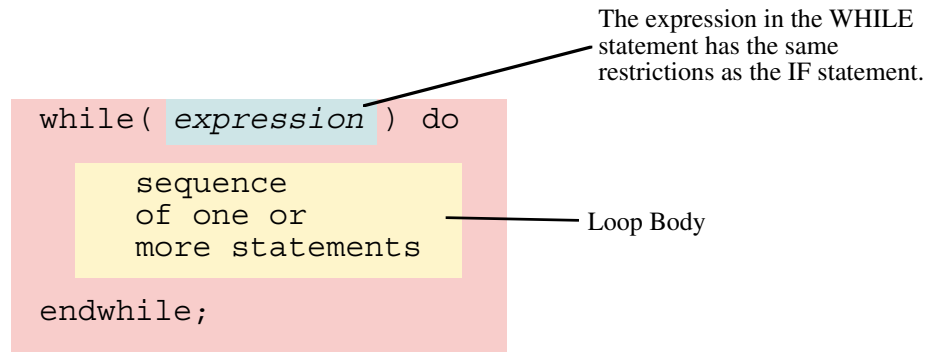 The expression in the WHILE
statement has the same
restrictions as the IF statement.
while( expression ) do
sequence
of one or
more statements
Loop Body
endwhile;